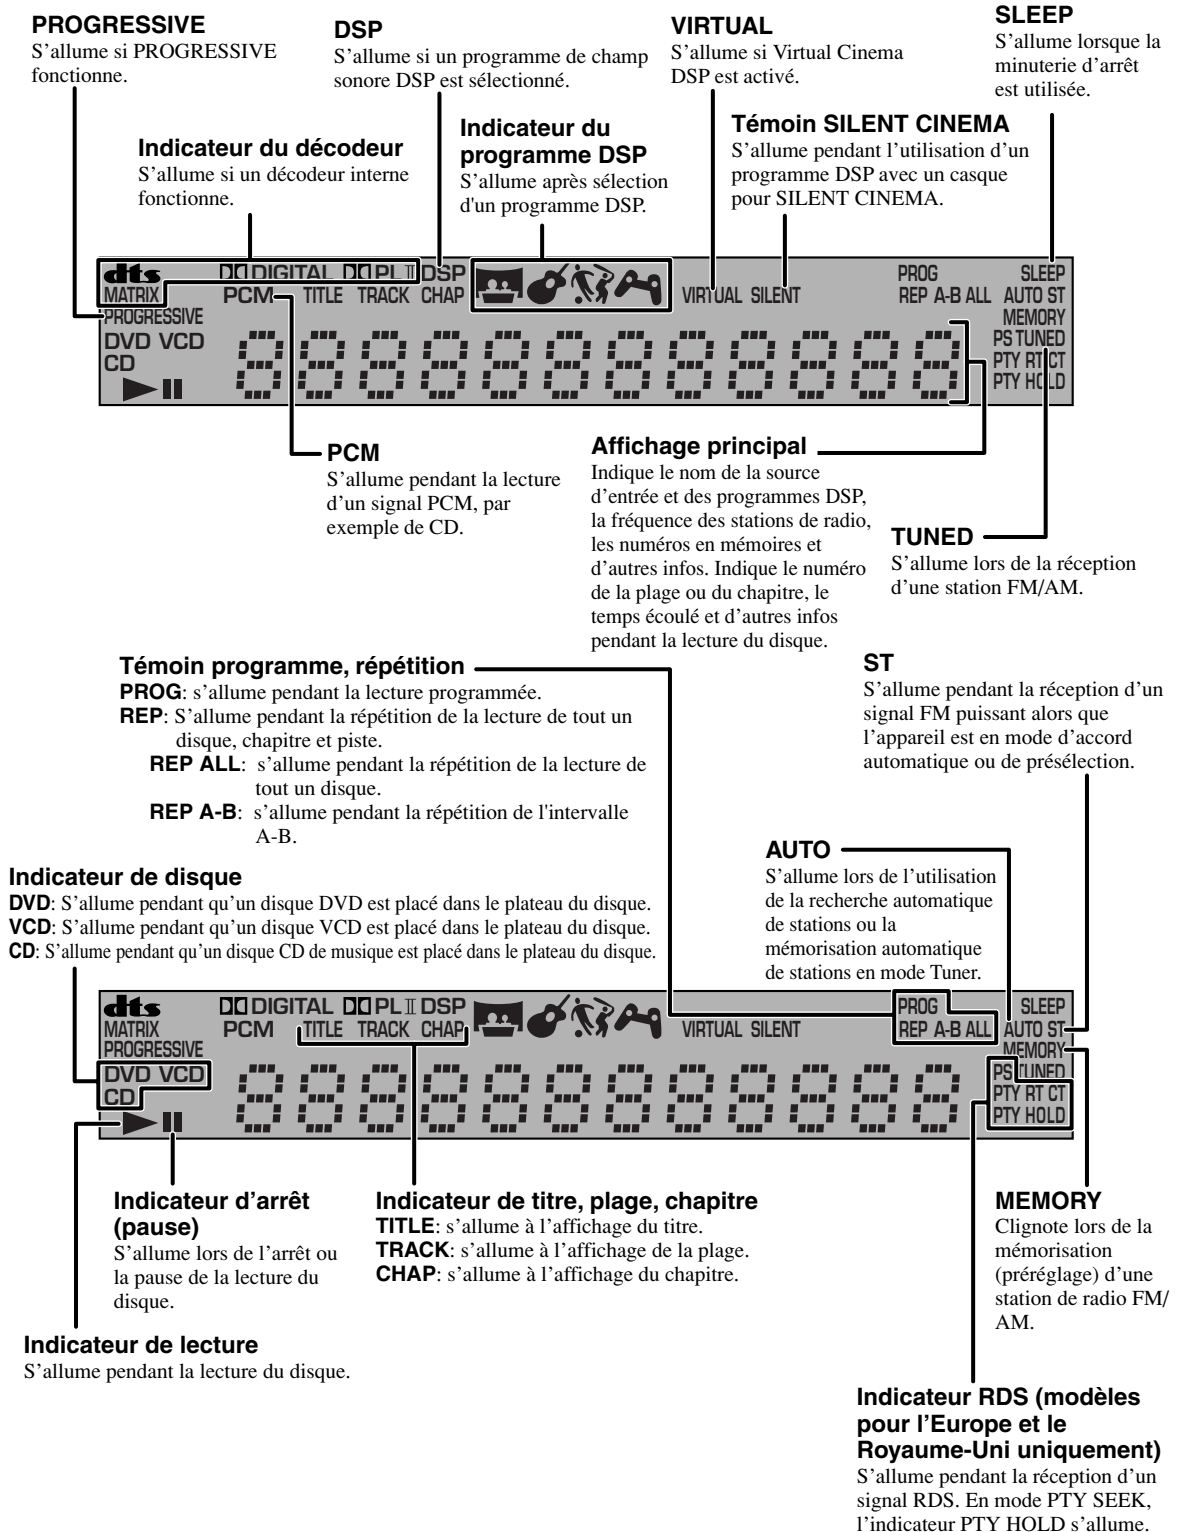 PROGRESSIVE
S'allume si PROGRESSIVE
fonctionne.
DSP
S'allume si un programme de champ
sonore DSP est sélectionné.
VIRTUAL
S'allume si Virtual Cinema
DSP est activé.
SLEEP
S'allume lorsque la
minuterie d'arrêt
est utilisée.
Indicateur du décodeur
S'allume si un décodeur interne
fonctionne.
Indicateur du
programme DSP
S'allume après sélection
d'un programme DSP.
Témoin SILENT CINEMA
S'allume pendant l'utilisation d'un
programme DSP avec un casque
pour SILENT CINEMA.
dts DIGITAL PL II DSP PROG SLEEP
MATRIX PCM TITLE TRACK CHAP VIRTUAL SILENT REP A-B ALL AUTO ST
PROGRESSIVE MEMORY
DVD VCD PS TUNED
CD PTY RT CT
PTY HOLD
PCM
S'allume pendant la lecture
d'un signal PCM, par
exemple de CD.
Affichage principal
Indique le nom de la source
d'entrée et des programmes DSP,
la fréquence des stations de radio,
les numéros en mémoires et
d'autres infos. Indique le numéro
de la plage ou du chapitre, le
temps écoulé et d'autres infos
pendant la lecture du disque.
TUNED
S'allume lors de la réception
d'une station FM/AM.
Témoin programme, répétition
PROG: s'allume pendant la lecture programmée.
REP: S'allume pendant la répétition de la lecture de tout un
disque, chapitre et piste.
REP ALL: s'allume pendant la répétition de la lecture de
tout un disque.
REP A-B: s'allume pendant la répétition de l'intervalle
A-B.
ST
S'allume pendant la réception d'un
signal FM puissant alors que
l'appareil est en mode d'accord
automatique ou de présélection.
AUTO
S'allume lors de l'utilisation
de la recherche automatique
de stations ou la
mémorisation automatique
de stations en mode Tuner.
Indicateur de disque
DVD: S'allume pendant qu'un disque DVD est placé dans le plateau du disque.
VCD: S'allume pendant qu'un disque VCD est placé dans le plateau du disque.
CD: S'allume pendant qu'un disque CD de musique est placé dans le plateau du disque.
dts DIGITAL PL II DSP PROG SLEEP
MATRIX PCM TITLE TRACK CHAP VIRTUAL SILENT REP A-B ALL AUTO ST
PROGRESSIVE MEMORY
DVD VCD PS TUNED
CD PTY RT CT
PTY HOLD
Indicateur d'arrêt
(pause)
S'allume lors de l'arrêt ou
la pause de la lecture du
disque.
Indicateur de titre, plage, chapitre
TITLE: s'allume à l'affichage du titre.
TRACK: s'allume à l'affichage de la plage.
CHAP: s'allume à l'affichage du chapitre.
MEMORY
Clignote lors de la
mémorisation
(préréglage) d'une
station de radio FM/
AM.
Indicateur de lecture
S'allume pendant la lecture du disque.
Indicateur RDS (modèles
pour l'Europe et le
Royaume-Uni uniquement)
S'allume pendant la réception d'un
signal RDS. En mode PTY SEEK,
l'indicateur PTY HOLD s'allume.